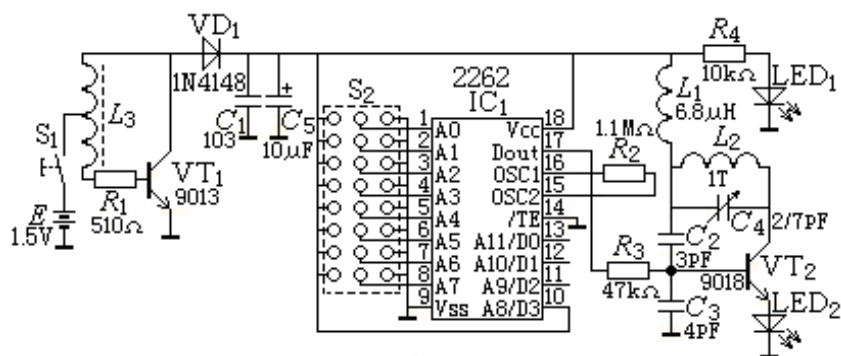 VD₁
1N4148
L₃
S₁
E
1.5V
R₁
510Ω
VT₁
9013
C₁
103
C₅
+
10μF
S₂
2262
IC₁
1
2
3
4
5
6
7
8
9
A0
A1
A2
A3
A4
A5
A6
A7
Vss
Vcc
Dout
OSC1
OSC2
/TE
A11/D0
A10/D1
A9/D2
A8/D3
18
17
16
15
14
13
12
11
10
1.1MΩ
R₂
R₃
47kΩ
R₄
10kΩ
LED₁
L₁
6.8μH
L₂
1T
C₄
2/7pF
C₂
3pF
VT₂
9018
C₃
4pF
LED₂